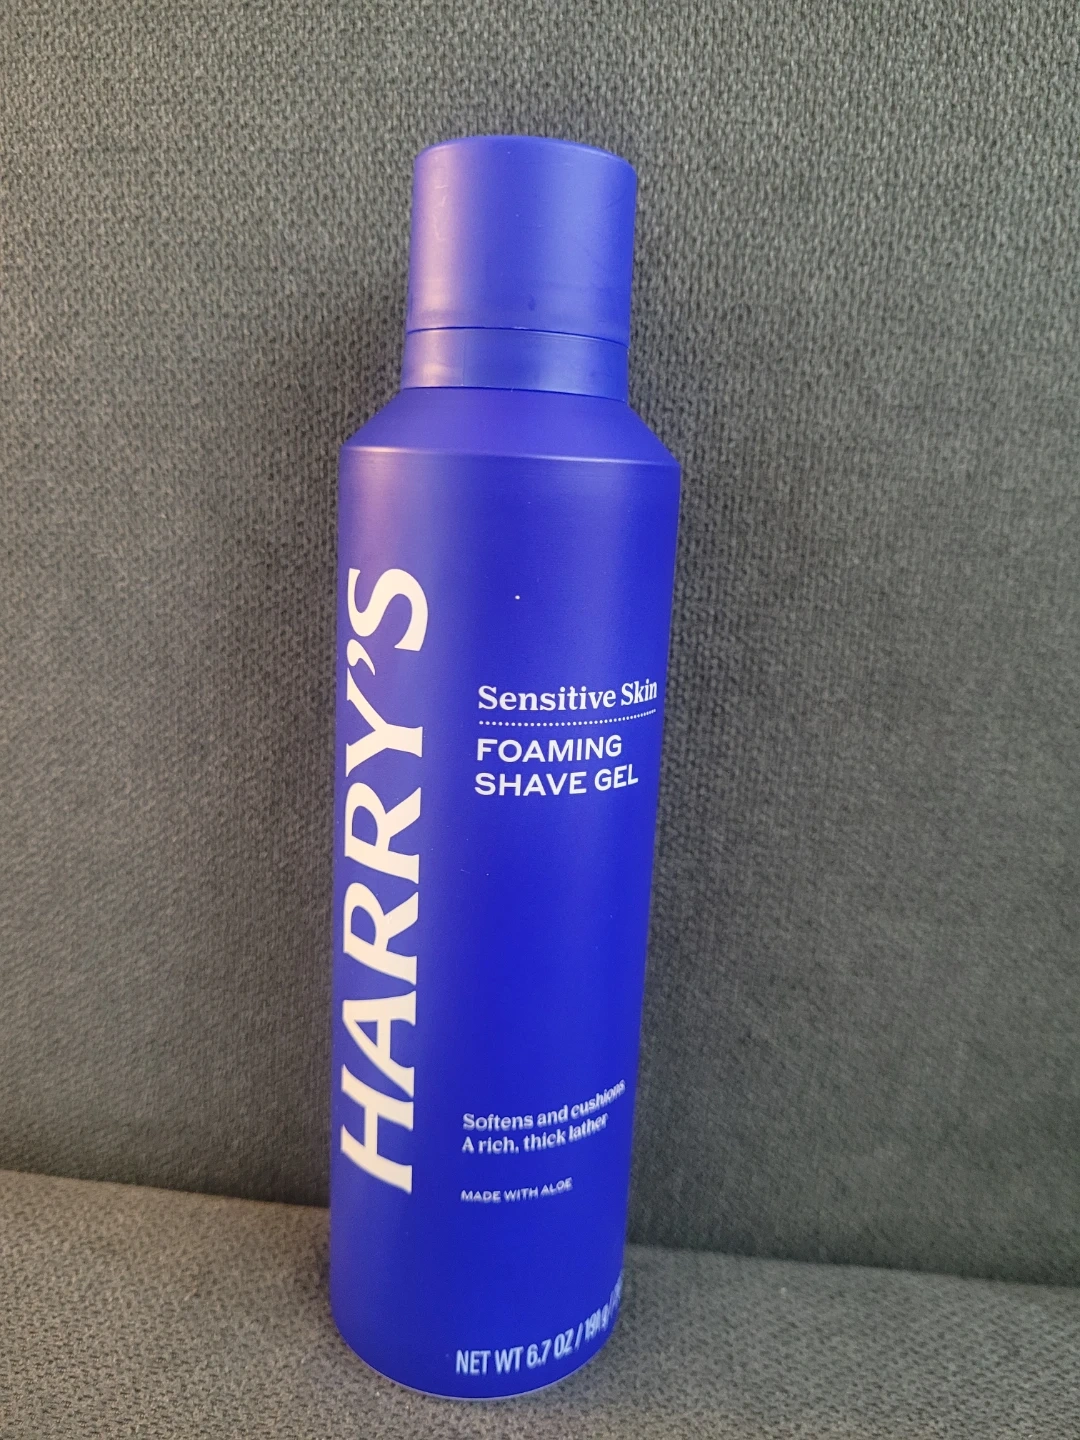 HARRY'S
Sensitive Skin
FOAMING
SHAVE GEL
Softens and cushions
A rich, thick lather
MADE WITH ALOE
NET WT 6.7 OZ /